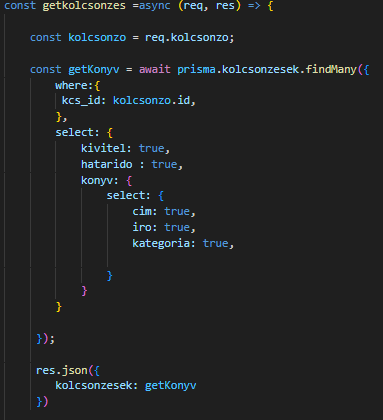 const getkolcsonzes =async (req, res) => {
const kolcsonzo = req.kolcsonzo;
const getKonyv = await prisma.kolcsonzesek.findMany({
where:{
kcs_id: kolcsonzo.id,
},
select: {
kivitel: true,
hatarido : true,
konyv: {
select: {
cim: true,
iro: true,
kategoria: true,
}
}
}
});
res.json({
kolcsonzesek: getKonyv
})